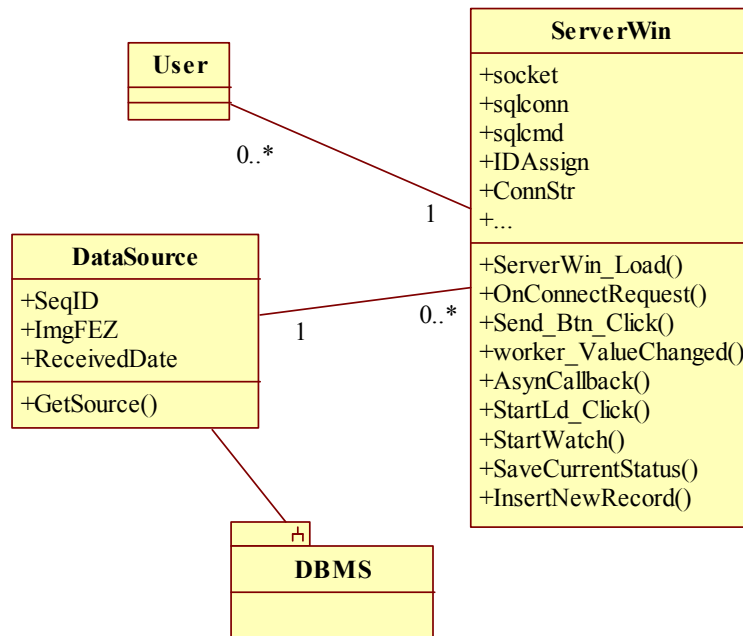 User
0..*
1
ServerWin
+socket
+sqlconn
+sqlcmd
+IDAssign
+ConnStr
+...
+ServerWin_Load()
+OnConnectRequest()
+Send_Btn_Click()
+worker_ValueChanged()
+AsynCallback()
+StartLd_Click()
+StartWatch()
+SaveCurrentStatus()
+InsertNewRecord()
DataSource
+SeqID
+ImgFEZ
+ReceivedDate
+GetSource()
1
0..*
DBMS